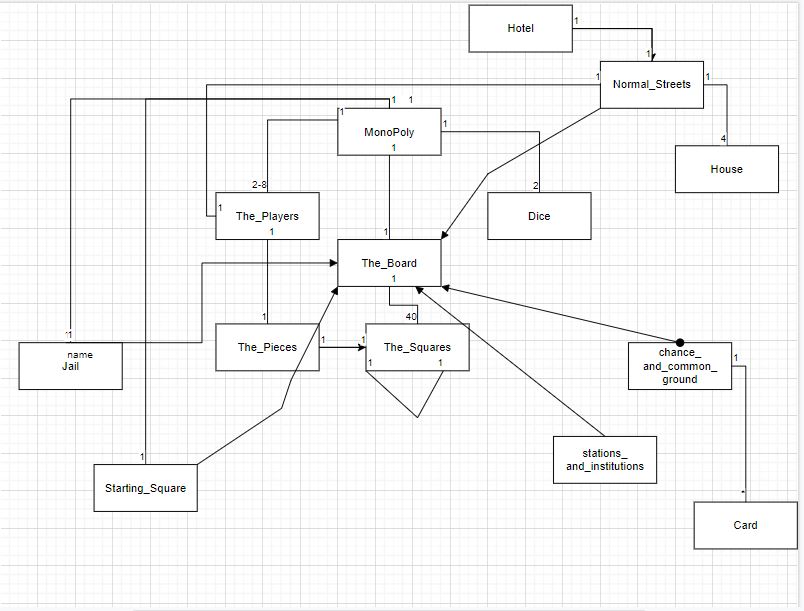 Hotel
1
1
1
Normal_Streets
1
1
1
1
MonoPoly
1
1
4
House
2-8
2
1
The_Players
1
Dice
1
The_Board
1
1
40
The_Pieces
1
1
The_Squares
1
1
1
name
Jail
chance_
and_common_
ground
1
1
Starting_Square
stations_
and_institutions
*
Card